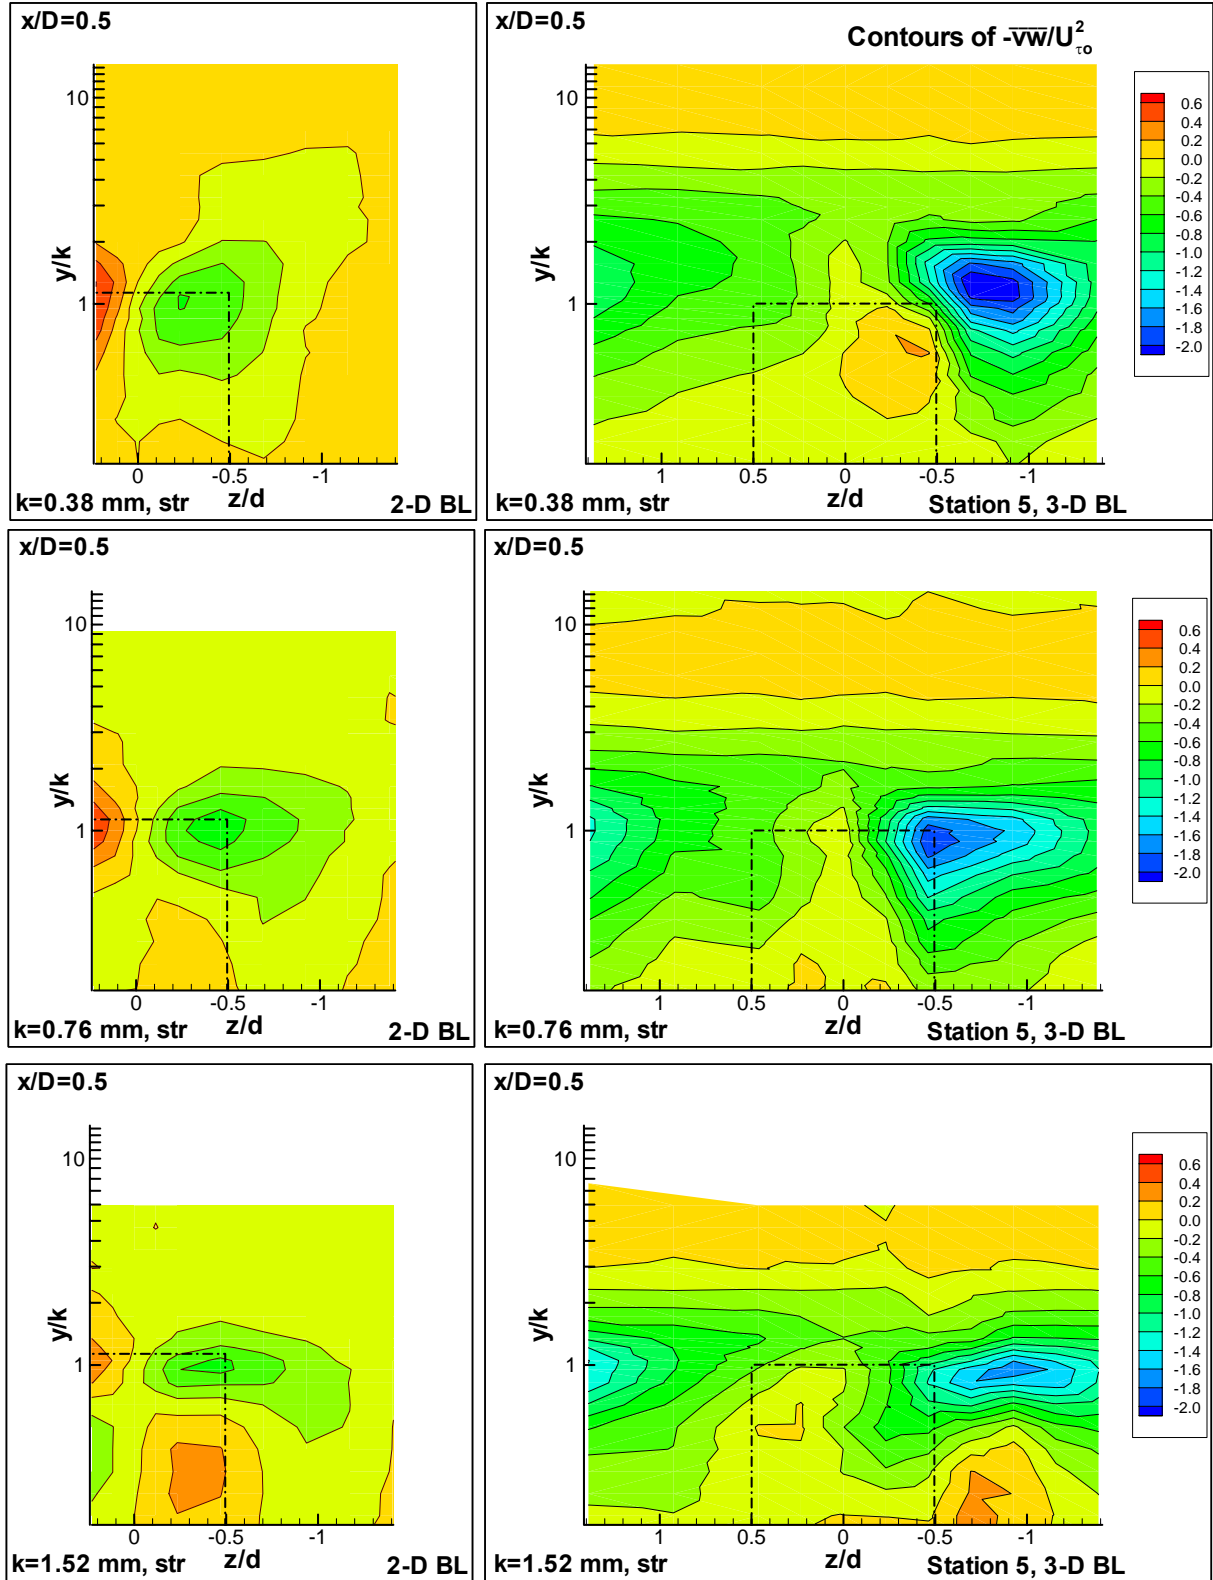 x/D=0.5
10
y/k
1
0 -0.5 -1
k=0.38 mm, str z/d 2-D BL
x/D=0.5
Contours of -v̅w̅/U²τo
10
y/k
1
1 0.5 0 -0.5 -1
k=0.38 mm, str z/d Station 5, 3-D BL
0.6
0.4
0.2
0.0
-0.2
-0.4
-0.6
-0.8
-1.0
-1.2
-1.4
-1.6
-1.8
-2.0
x/D=0.5
10
y/k
1
0 -0.5 -1
k=0.76 mm, str z/d 2-D BL
x/D=0.5
10
y/k
1
1 0.5 0 -0.5 -1
k=0.76 mm, str z/d Station 5, 3-D BL
0.6
0.4
0.2
0.0
-0.2
-0.4
-0.6
-0.8
-1.0
-1.2
-1.4
-1.6
-1.8
-2.0
x/D=0.5
10
y/k
1
0 -0.5 -1
k=1.52 mm, str z/d 2-D BL
x/D=0.5
10
y/k
1
1 0.5 0 -0.5 -1
k=1.52 mm, str z/d Station 5, 3-D BL
0.6
0.4
0.2
0.0
-0.2
-0.4
-0.6
-0.8
-1.0
-1.2
-1.4
-1.6
-1.8
-2.0